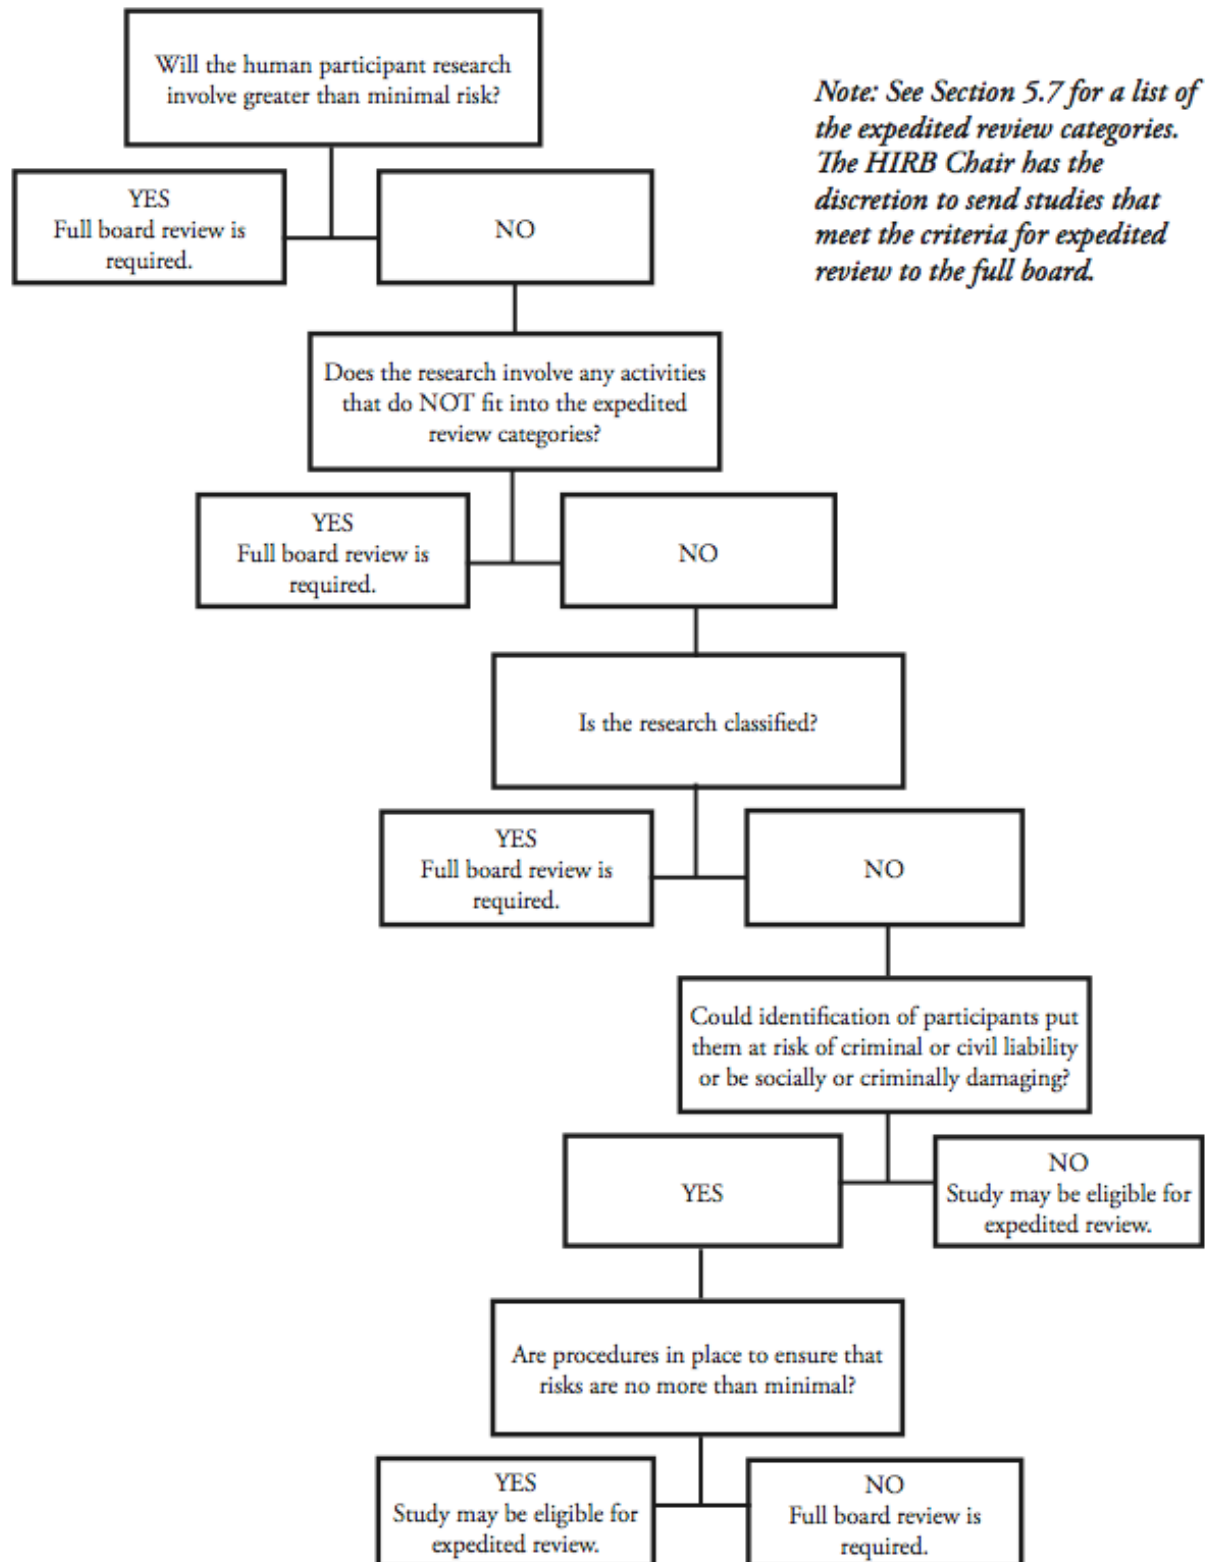 Will the human participant research
involve greater than minimal risk?
Note: See Section 5.7 for a list of
the expedited review categories.
The HIRB Chair has the
discretion to send studies that
meet the criteria for expedited
review to the full board.
YES
Full board review is
required.
NO
Does the research involve any activities
that do NOT fit into the expedited
review categories?
YES
Full board review is
required.
NO
Is the research classified?
YES
Full board review is
required.
NO
Could identification of participants put
them at risk of criminal or civil liability
or be socially or criminally damaging?
YES
NO
Study may be eligible for
expedited review.
Are procedures in place to ensure that
risks are no more than minimal?
YES
Study may be eligible for
expedited review.
NO
Full board review is
required.